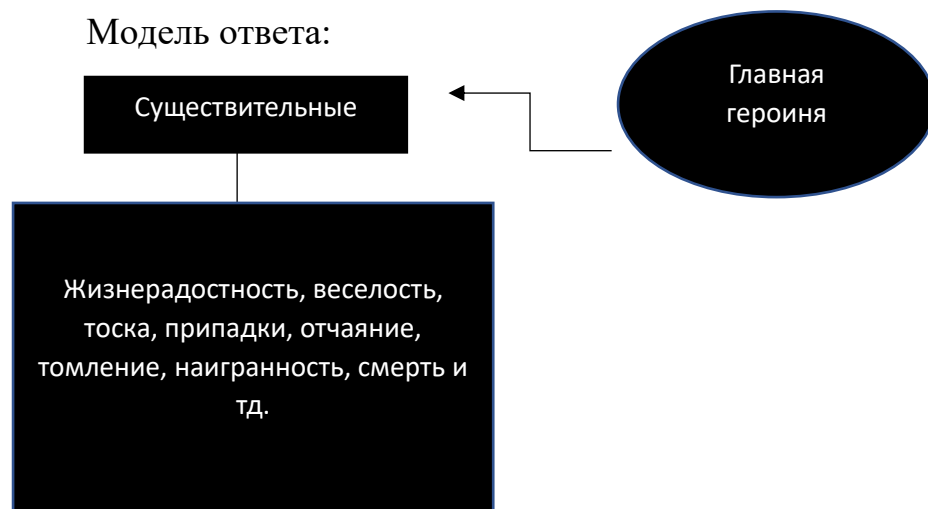 Модель ответа:
Существительные
Главная
героиня
Жизнерадостность, веселость,
тоска, припадки, отчаяние,
томление, наигранность, смерть и
тд.